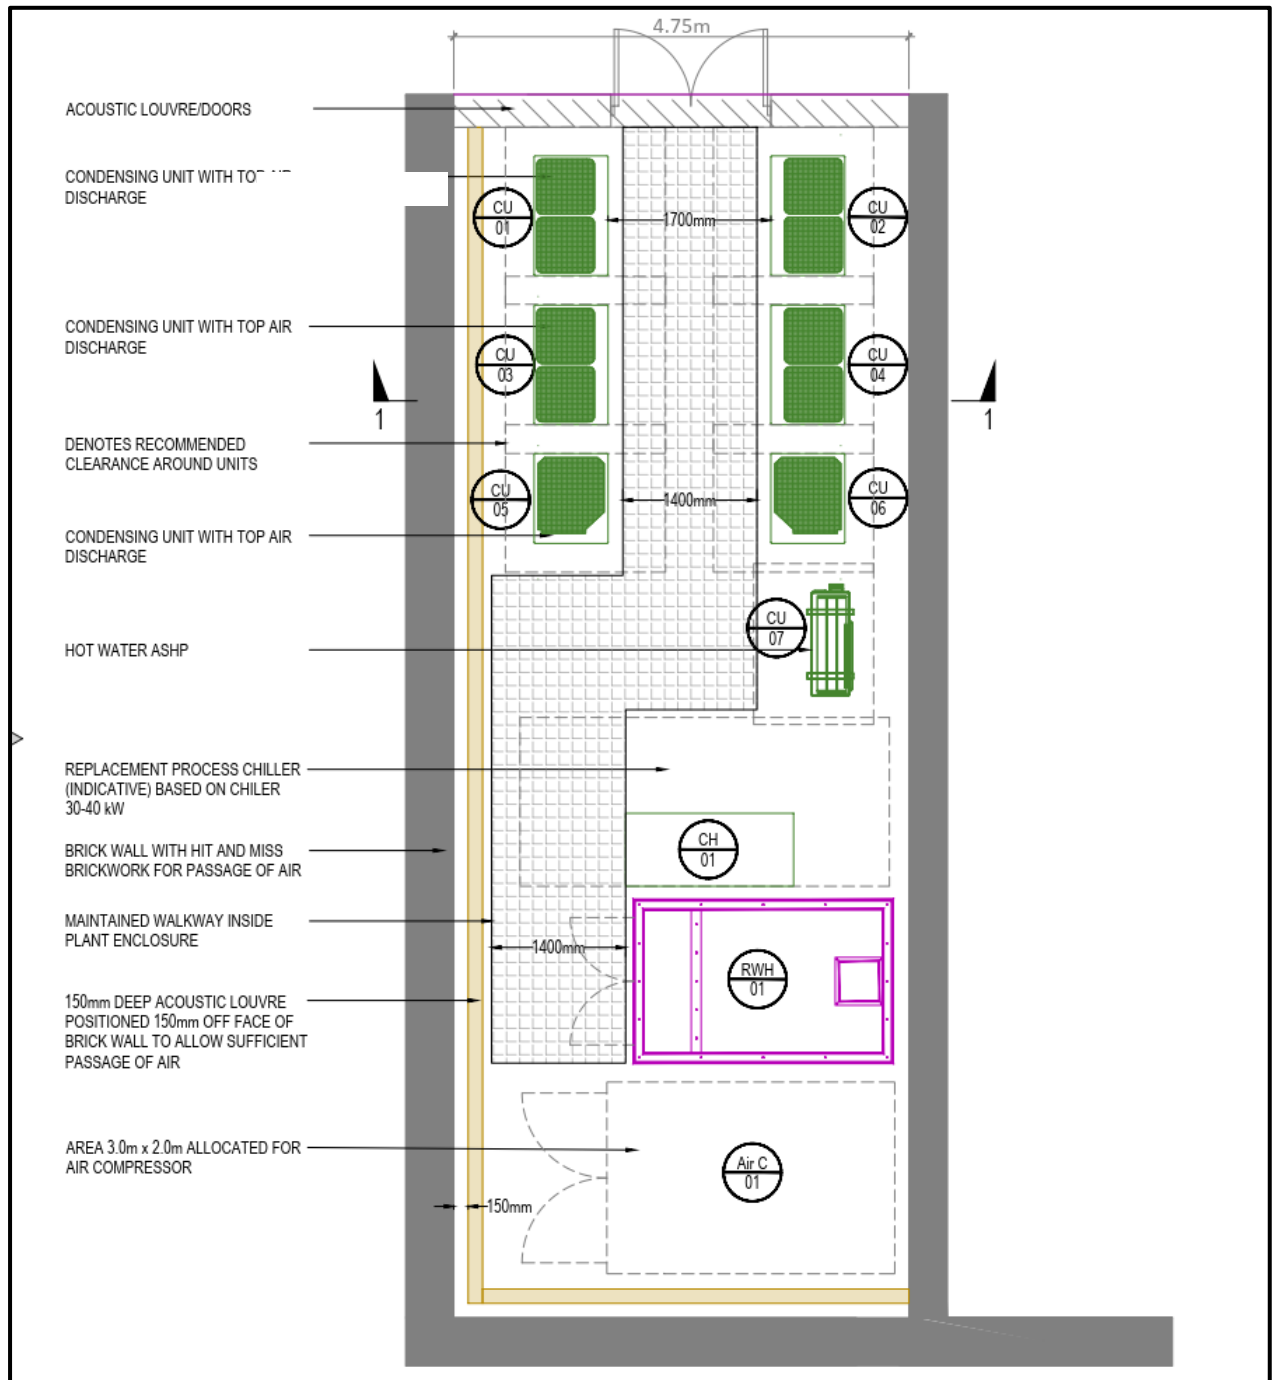 4.75m
ACOUSTIC LOUVRE/DOORS
CONDENSING UNIT WITH TOP AIR
DISCHARGE
CU
01
1700mm
CU
02
CONDENSING UNIT WITH TOP AIR
DISCHARGE
CU
03
CU
04
1
1
DENOTES RECOMMENDED
CLEARANCE AROUND UNITS
CU
05
1400mm
CU
06
CONDENSING UNIT WITH TOP AIR
DISCHARGE
HOT WATER ASHP
CU
07
REPLACEMENT PROCESS CHILLER
(INDICATIVE) BASED ON CHILER
30-40 kW
BRICK WALL WITH HIT AND MISS
BRICKWORK FOR PASSAGE OF AIR
CH
01
MAINTAINED WALKWAY INSIDE
PLANT ENCLOSURE
1400mm
RWH
01
150mm DEEP ACOUSTIC LOUVRE
POSITIONED 150mm OFF FACE OF
BRICK WALL TO ALLOW SUFFICIENT
PASSAGE OF AIR
AREA 3.0m x 2.0m ALLOCATED FOR
AIR COMPRESSOR
Air C
01
150mm